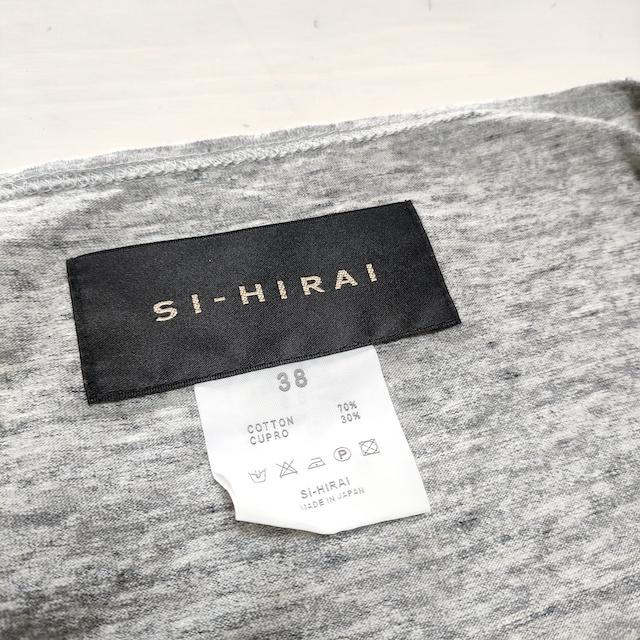 SI-HIRAI
38
COTTON 70%
CUPRO 30%
P
Si-HIRAI
MADE IN JAPAN